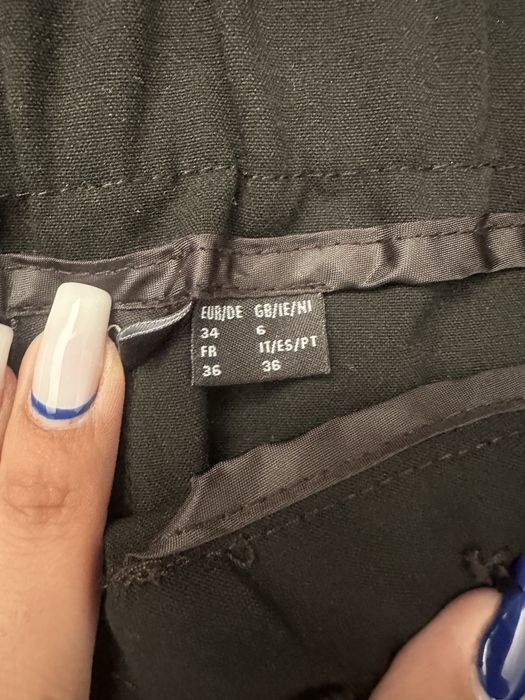 EUR/DE GB/IE/NI
34 6
FR IT/ES/PT
36 36